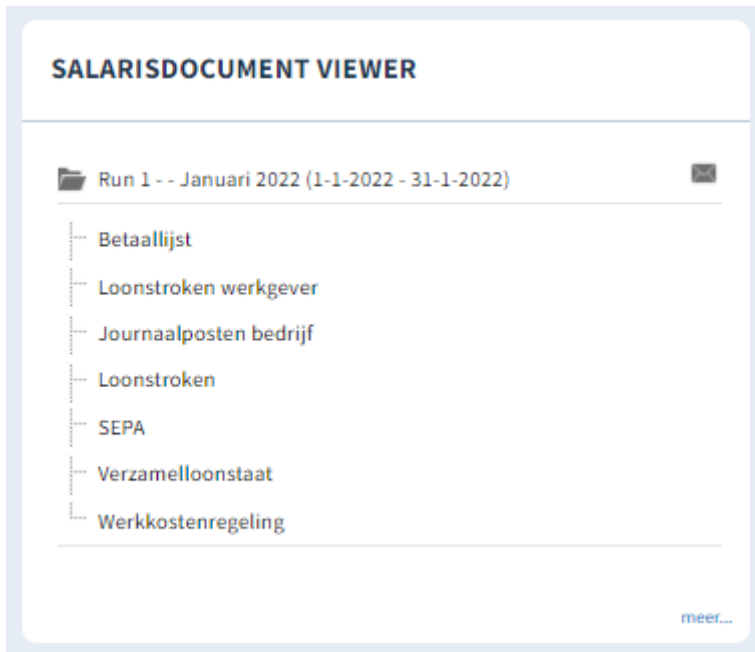 SALARISDOCUMENT VIEWER
Run 1 - - Januari 2022 (1-1-2022 - 31-1-2022)
Betaallijst
Loonstroken werkgever
Journaalposten bedrijf
Loonstroken
SEPA
Verzamelloonstaat
Werkkostenregeling
meer...